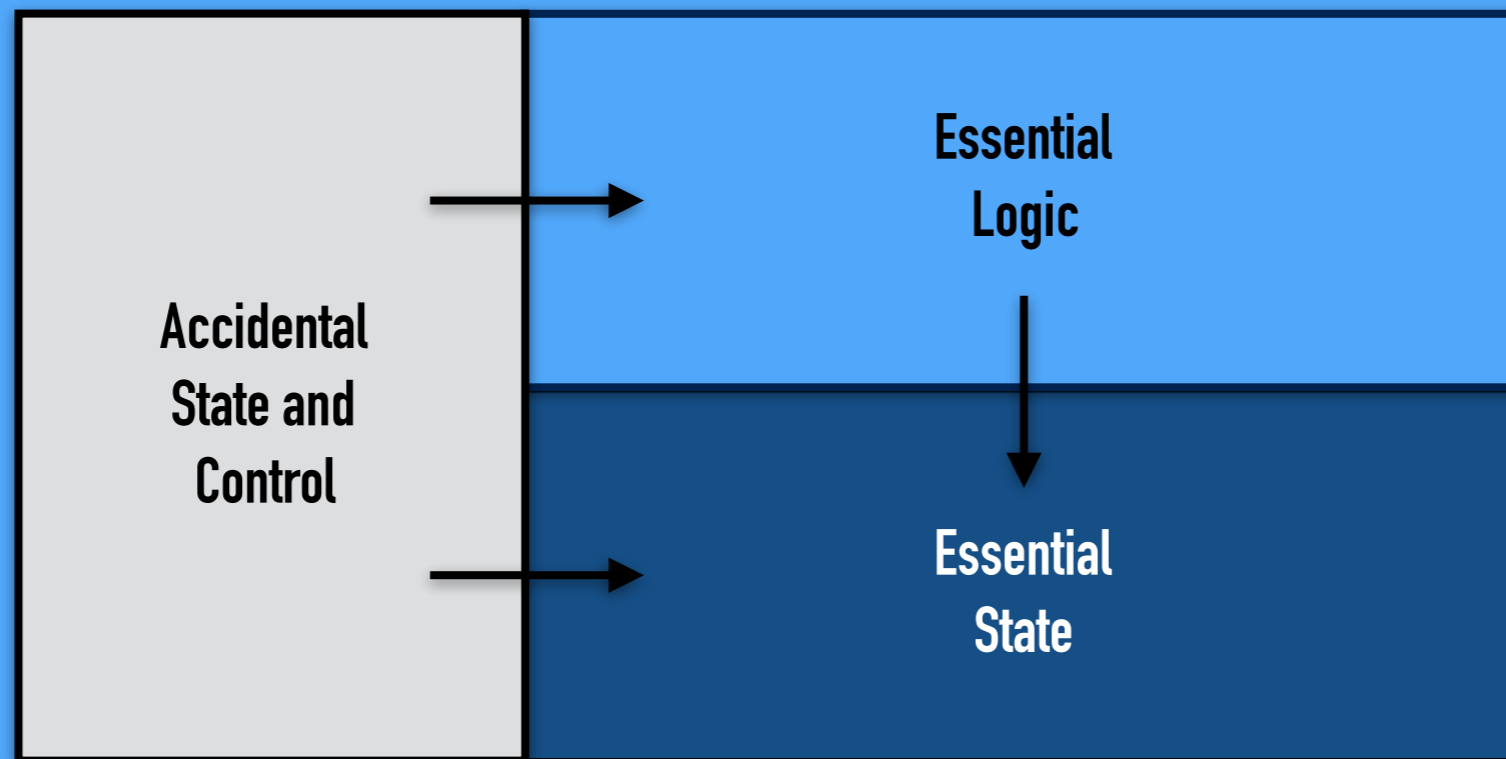 Accidental
State and
Control
Essential
Logic
Essential
State